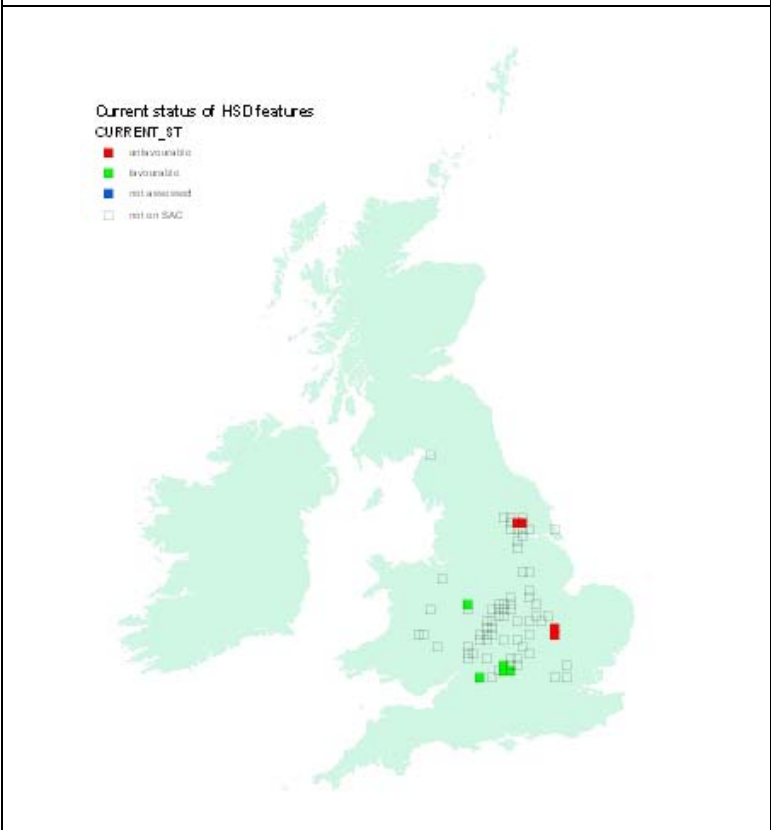 Current status of HSD features
CURRENT_ST
unfavourable
favourable
not assessed
not on SAC